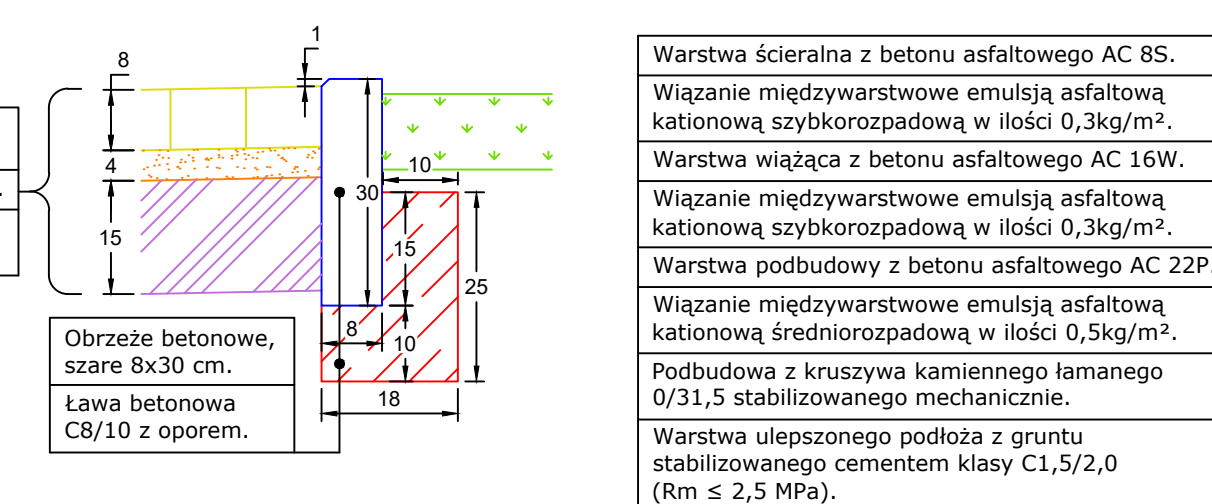 1
8
4
15
30
10
15
25
8
10
18
Obrzeże betonowe,
szare 8x30 cm.
Ława betonowa
C8/10 z oporem.
Warstwa ścieralna z betonu asfaltowego AC 8S.
Wiązanie międzywarstwowe emulsją asfaltową
kationową szybkorozpadową w ilości 0,3kg/m².
Warstwa wiążąca z betonu asfaltowego AC 16W.
Wiązanie międzywarstwowe emulsją asfaltową
kationową szybkorozpadową w ilości 0,3kg/m².
Warstwa podbudowy z betonu asfaltowego AC 22P.
Wiązanie międzywarstwowe emulsją asfaltową
kationową średniorozpadową w ilości 0,5kg/m².
Podbudowa z kruszywa kamiennego łamanego
0/31,5 stabilizowanego mechanicznie.
Warstwa ulepszonego podłoża z gruntu
stabilizowanego cementem klasy C1,5/2,0
(Rm ≤ 2,5 MPa).